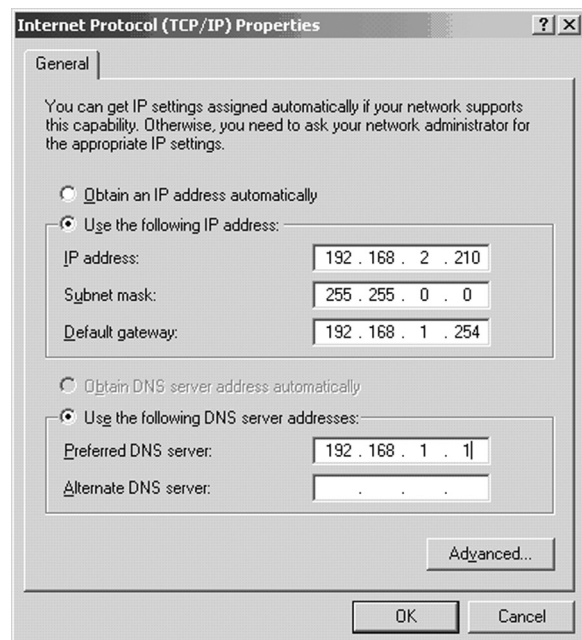 Internet Protocol (TCP/IP) Properties
General
You can get IP settings assigned automatically if your network supports
this capability. Otherwise, you need to ask your network administrator for
the appropriate IP settings.
Obtain an IP address automatically
Use the following IP address:
IP address: 192 . 168 . 2 . 210
Subnet mask: 255 . 255 . 0 . 0
Default gateway: 192 . 168 . 1 . 254
Obtain DNS server address automatically
Use the following DNS server addresses:
Preferred DNS server: 192 . 168 . 1 . 1
Alternate DNS server: . . .
Advanced...
OK Cancel